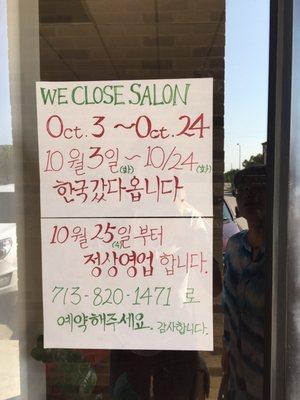 WE CLOSE SALON
Oct. 3 ~ Oct. 24
10월 3일(화) ~ 10/24(화)
한국갔다옵니다.
10월 25일(수) 부터
정상영업 합니다.
713-820-1471 로
예약해주세요. 감사합니다.